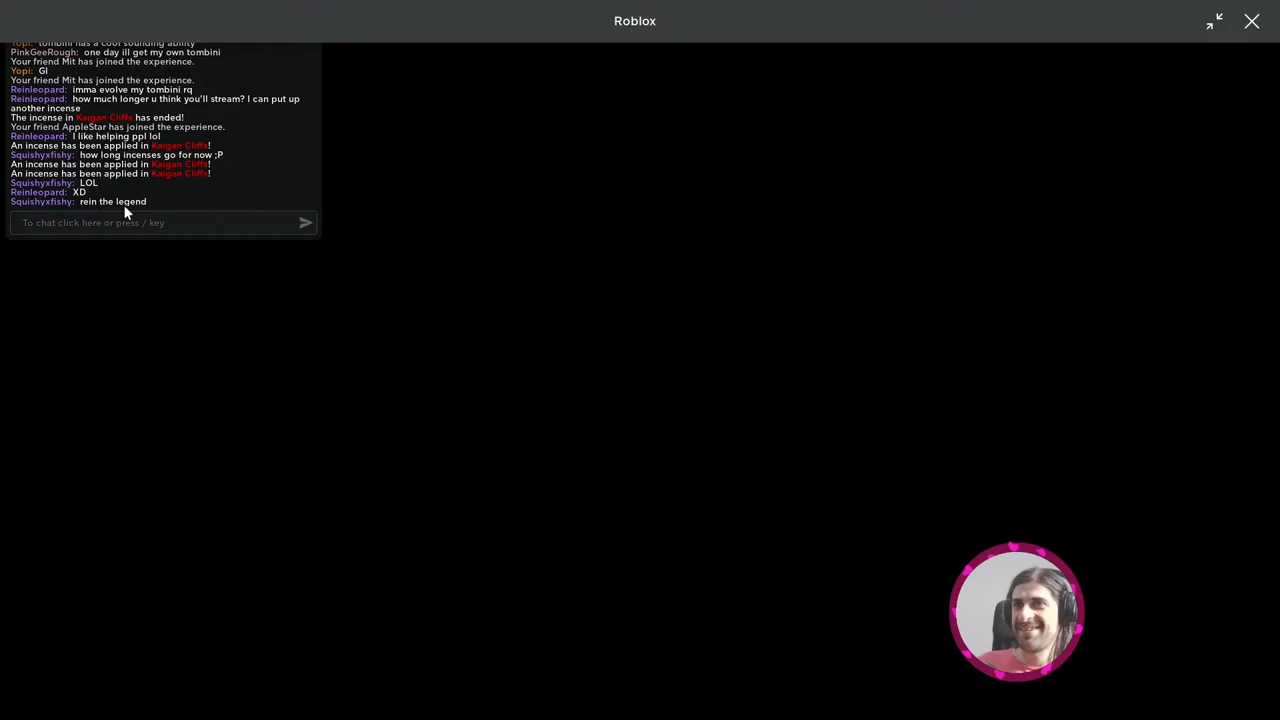 Roblox
Yopi: tombini has a cool sounding ability
PinkGeeRough: one day ill get my own tombini
Your friend Mit has joined the experience.
Yopi: Gl
Your friend Mit has joined the experience.
Reinleopard: imma evolve my tombini rq
Reinleopard: how much longer u think you'll stream? I can put up
another incense
The incense in Kaigan Cliffs has ended!
Your friend AppleStar has joined the experience.
Reinleopard: I like helping ppl lol
An incense has been applied in Kaigan Cliffs!
Squishyxfishy: how long incenses go for now ;P
An incense has been applied in Kaigan Cliffs!
An incense has been applied in Kaigan Cliffs!
Squishyxfishy: LOL
Reinleopard: XD
Squishyxfishy: rein the legend
To chat click here or press / key